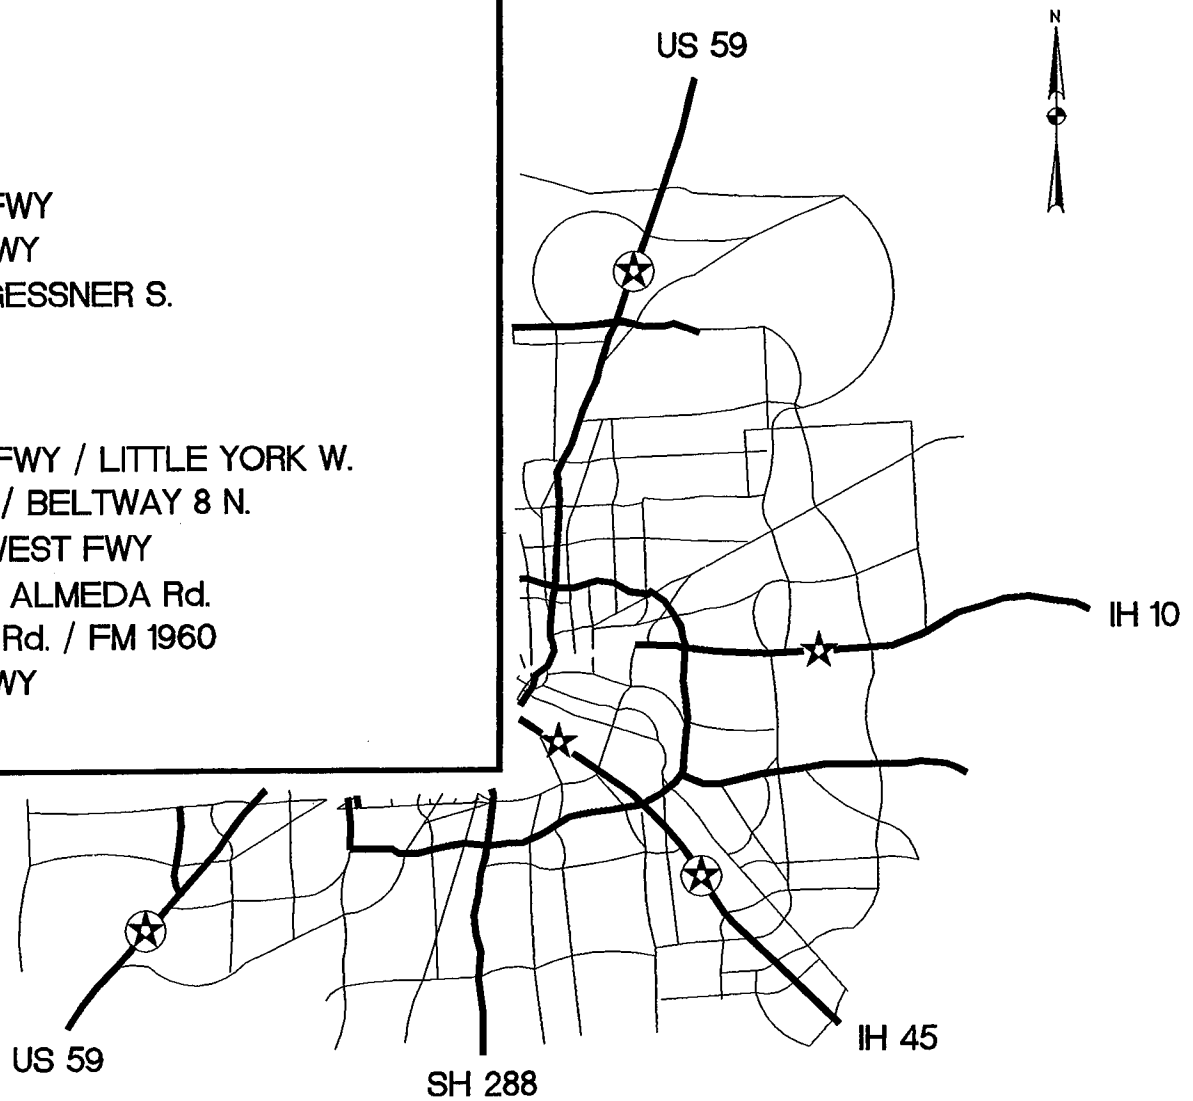 N
US 59
FWY
WY
GESSNER S.
FWY / LITTLE YORK W.
/ BELTWAY 8 N.
WEST FWY
ALMEDA Rd.
IH 10
Rd. / FM 1960
WY
IH 45
US 59
SH 288